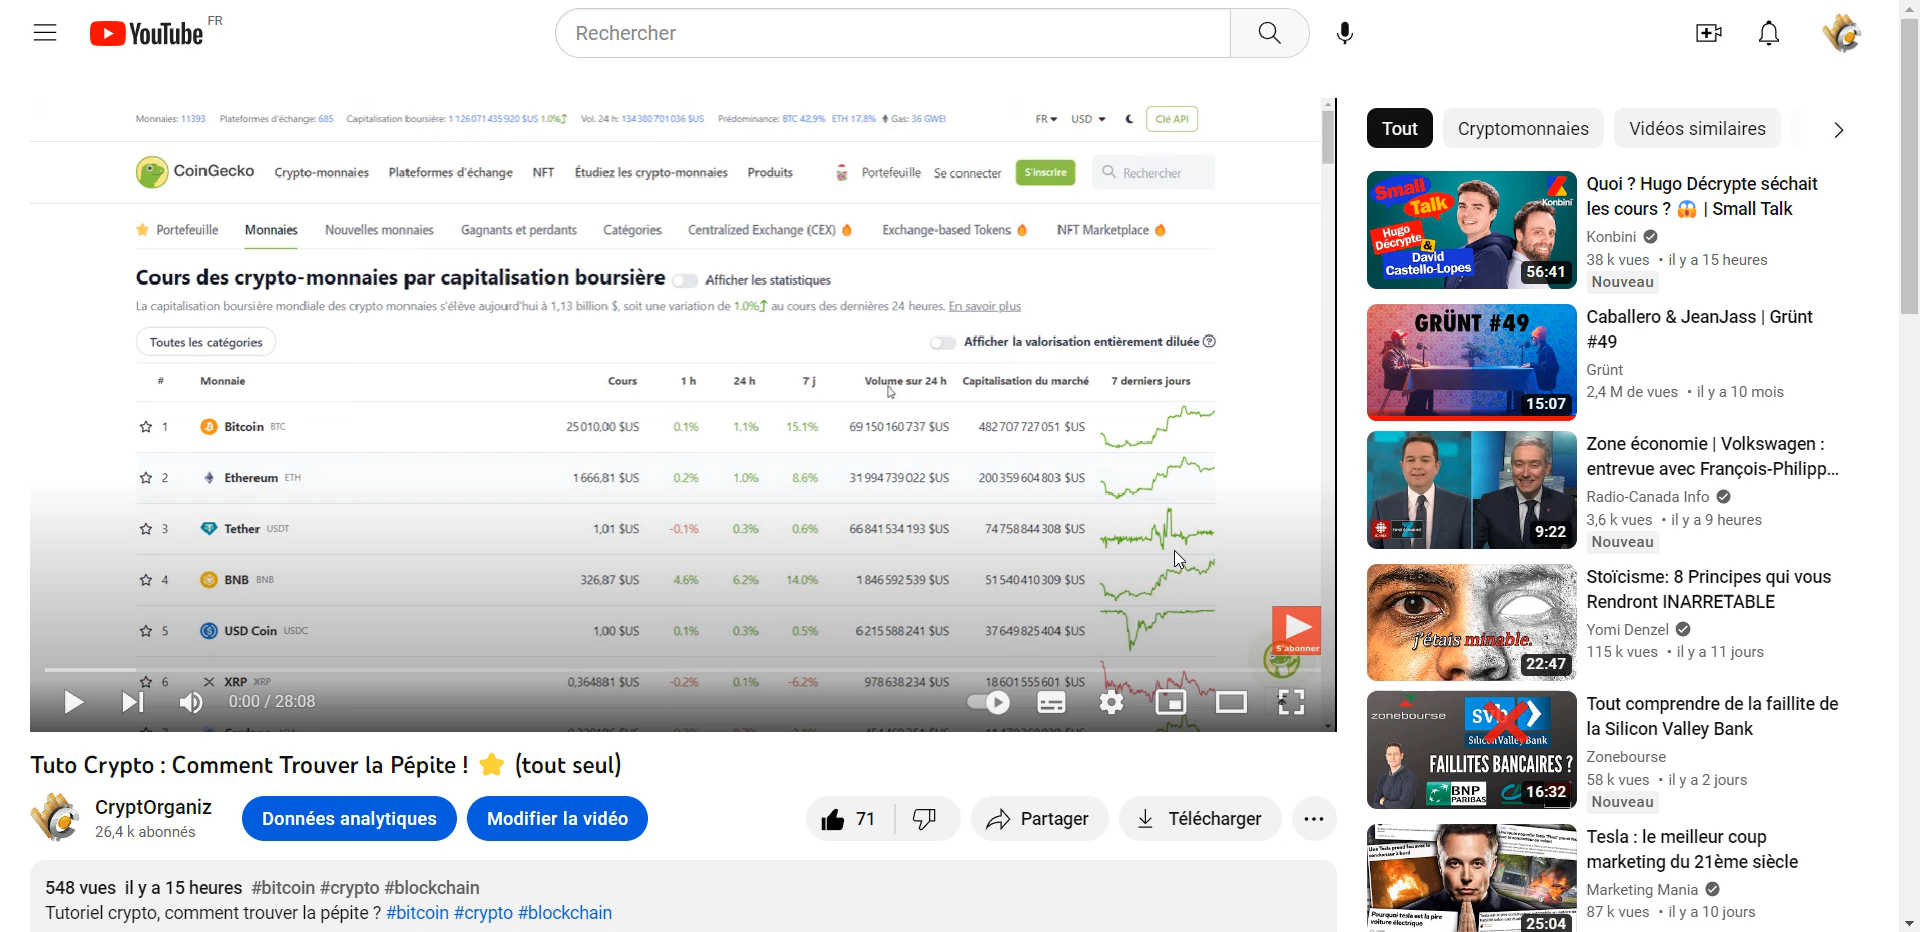 YouTube FR
Rechercher
Monnaies: 11393 Plateformes d'échange: 685 Capitalisation boursière: 1 126 071 435 920 $US 1.0% Vol. 24 h: 134 380 701 036 $US Prédominance: BTC 42,9% ETH 17,8% Gas: 36 GWEI
FR USD Clé API
CoinGecko Crypto-monnaies Plateformes d'échange NFT Étudiez les crypto-monnaies Produits Portefeuille Se connecter S'inscrire Rechercher
Portefeuille Monnaies Nouvelles monnaies Gagnants et perdants Catégories Centralized Exchange (CEX) Exchange-based Tokens NFT Marketplace
Cours des crypto-monnaies par capitalisation boursière Afficher les statistiques
La capitalisation boursière mondiale des crypto monnaies s'élève aujourd'hui à 1,13 billion $, soit une variation de 1.0% au cours des dernières 24 heures. En savoir plus
Toutes les catégories Afficher la valorisation entièrement diluée
# Monnaie Cours 1 h 24 h 7 j Volume sur 24 h Capitalisation du marché 7 derniers jours
1 Bitcoin BTC 25 010,00 $US 0.1% 1.1% 15.1% 69 150 160 737 $US 482 707 727 051 $US
2 Ethereum ETH 1 666,81 $US 0.2% 1.0% 8.6% 31 994 739 022 $US 200 359 604 803 $US
3 Tether USDT 1,01 $US -0.1% 0.3% 0.6% 66 841 534 193 $US 74 758 844 308 $US
4 BNB BNB 326,87 $US 4.6% 6.2% 14.0% 1 846 592 539 $US 51 540 410 309 $US
5 USD Coin USDC 1,00 $US 0.1% 0.3% 0.5% 6 215 588 241 $US 37 649 825 404 $US
S'abonner
6 XRP XRP 0,364881 $US -0.2% 0.1% -6.2% 978 638 234 $US 18 601 555 601 $US
0:00 / 28:08
Tuto Crypto : Comment Trouver la Pépite ! ⭐ (tout seul)
CryptOrganiz
26,4 k abonnés
Données analytiques
Modifier la vidéo
71
Partager
Télécharger
548 vues il y a 15 heures #bitcoin #crypto #blockchain
Tutoriel crypto, comment trouver la pépite ? #bitcoin #crypto #blockchain
Tout Cryptomonnaies Vidéos similaires
Small
Talk
Konbini
Hugo
Décrypte
&
David
Castello-Lopes
56:41
Quoi ? Hugo Décrypte séchait
les cours ? 😱 | Small Talk
Konbini
38 k vues • il y a 15 heures
Nouveau
GRÜNT #49
15:07
Caballero & JeanJass | Grünt
#49
Grünt
2,4 M de vues • il y a 10 mois
9:22
Zone économie | Volkswagen :
entrevue avec François-Philipp...
Radio-Canada Info
3,6 k vues • il y a 9 heures
Nouveau
j'étais minable.
22:47
Stoïcisme: 8 Principes qui vous
Rendront INARRETABLE
Yomi Denzel
115 k vues • il y a 11 jours
zonebourse
svb
Silicon Valley Bank
FAILLITES BANCAIRES ?
BNP
PARIBAS
16:32
Tout comprendre de la faillite de
la Silicon Valley Bank
Zonebourse
58 k vues • il y a 2 jours
Nouveau
Pourquoi tesla est la pire
voiture électrique
25:04
Tesla : le meilleur coup
marketing du 21ème siècle
Marketing Mania
87 k vues • il y a 10 jours